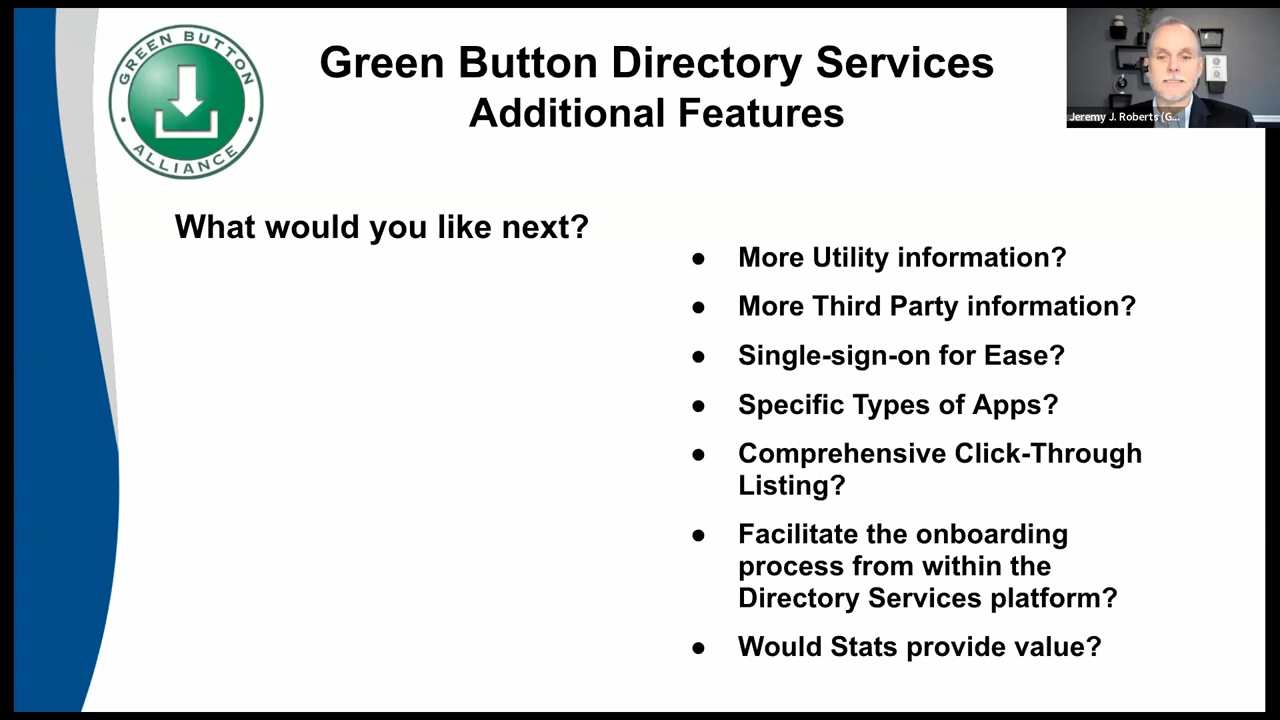 GREEN BUTTON
ALLIANCE
Green Button Directory Services
Additional Features
Jeremy J. Roberts (G...
What would you like next?
● More Utility information?
● More Third Party information?
● Single-sign-on for Ease?
● Specific Types of Apps?
● Comprehensive Click-Through
Listing?
● Facilitate the onboarding
process from within the
Directory Services platform?
● Would Stats provide value?